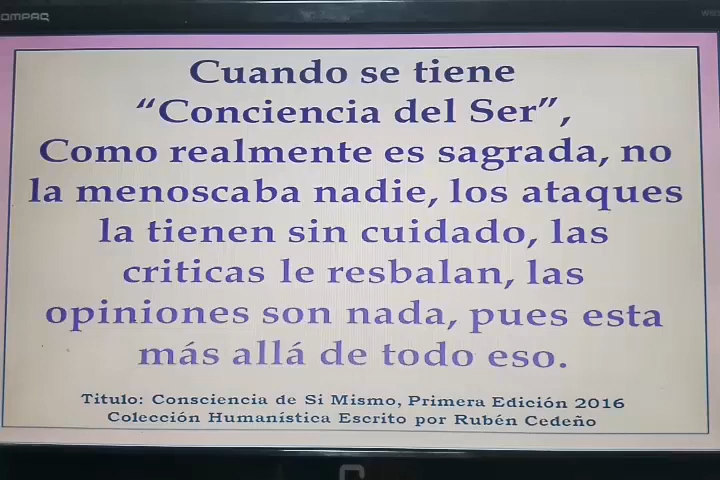 COMPAQ
Cuando se tiene
“Conciencia del Ser”,
Como realmente es sagrada, no
la menoscaba nadie, los ataques
la tienen sin cuidado, las
criticas le resbalan, las
opiniones son nada, pues esta
más allá de todo eso.
Titulo: Consciencia de Si Mismo, Primera Edición 2016
Colección Humanística Escrito por Rubén Cedeño